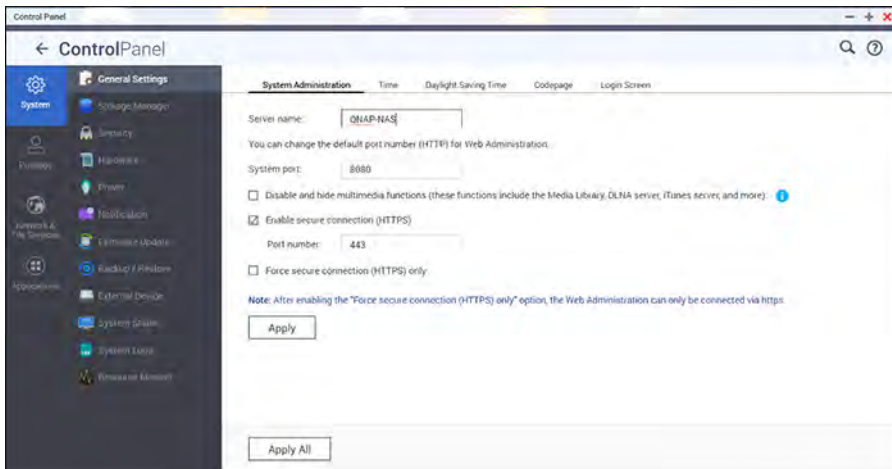 Control Panel
ControlPanel
System
Privilege
Network &
File Services
Applications
General Settings
Storage Manager
Security
Hardware
Power
Notification
Firmware Update
Backup / Restore
External Device
System Status
System Logs
Resource Monitor
System Administration Time Daylight Saving Time Codepage Login Screen
Server name: QNAP-NAS
You can change the default port number (HTTP) for Web Administration.
System port: 8080
Disable and hide multimedia functions (these functions include the Media Library, DLNA server, iTunes server, and more)
Enable secure connection (HTTPS)
Port number: 443
Force secure connection (HTTPS) only
Note: After enabling the "Force secure connection (HTTPS) only" option, the Web Administration can only be connected via https.
Apply
Apply All